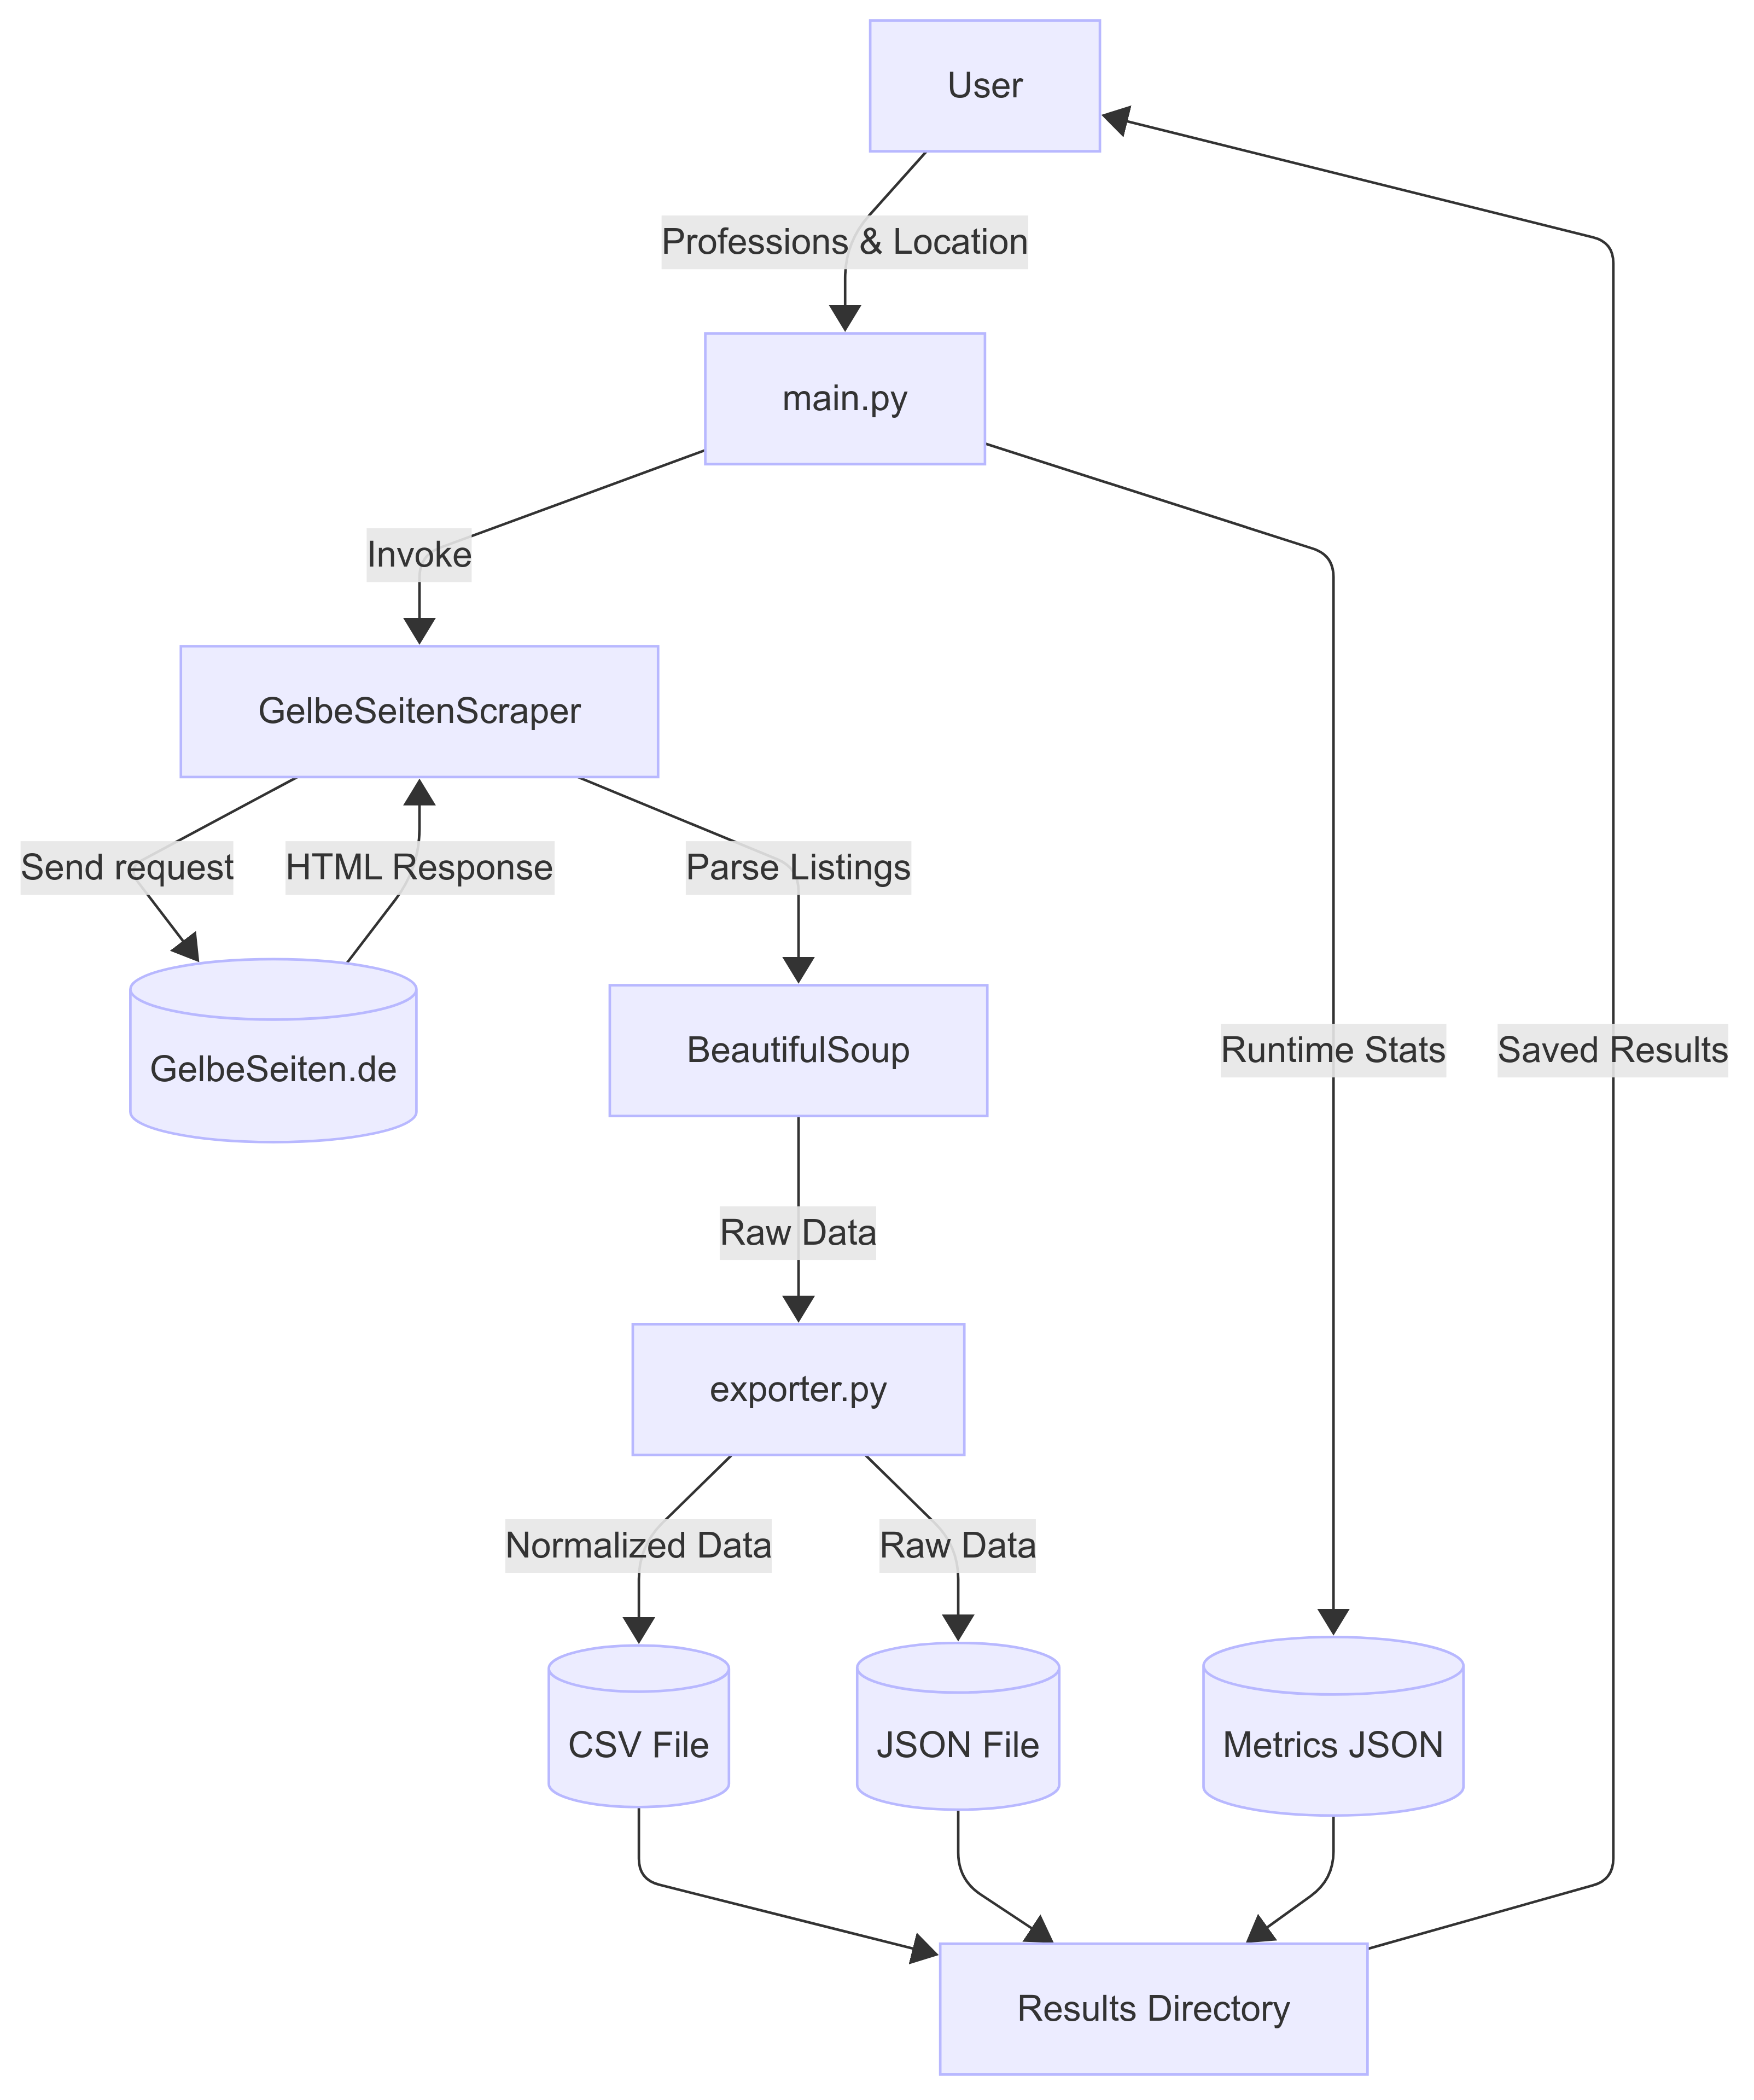 User
Professions & Location
main.py
Invoke
GelbeSeitenScraper
Send request
HTML Response
Parse Listings
GelbeSeiten.de
BeautifulSoup
Runtime Stats
Saved Results
Raw Data
exporter.py
Normalized Data
Raw Data
CSV File
JSON File
Metrics JSON
Results Directory